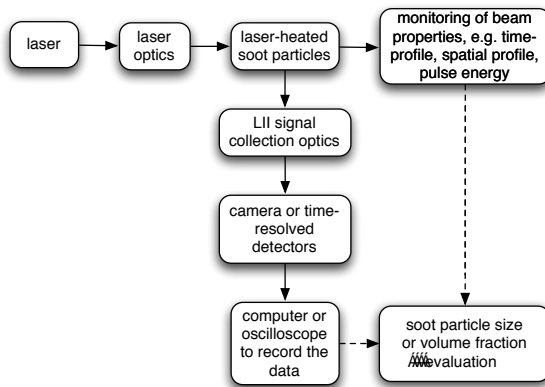 laser
laser
optics
laser-heated
soot particles
monitoring of beam
properties, e.g. time-
profile, spatial profile,
pulse energy
LII signal
collection optics
camera or time-
resolved
detectors
computer or
oscilloscope
to record the
data
soot particle size
or volume fraction
evaluation